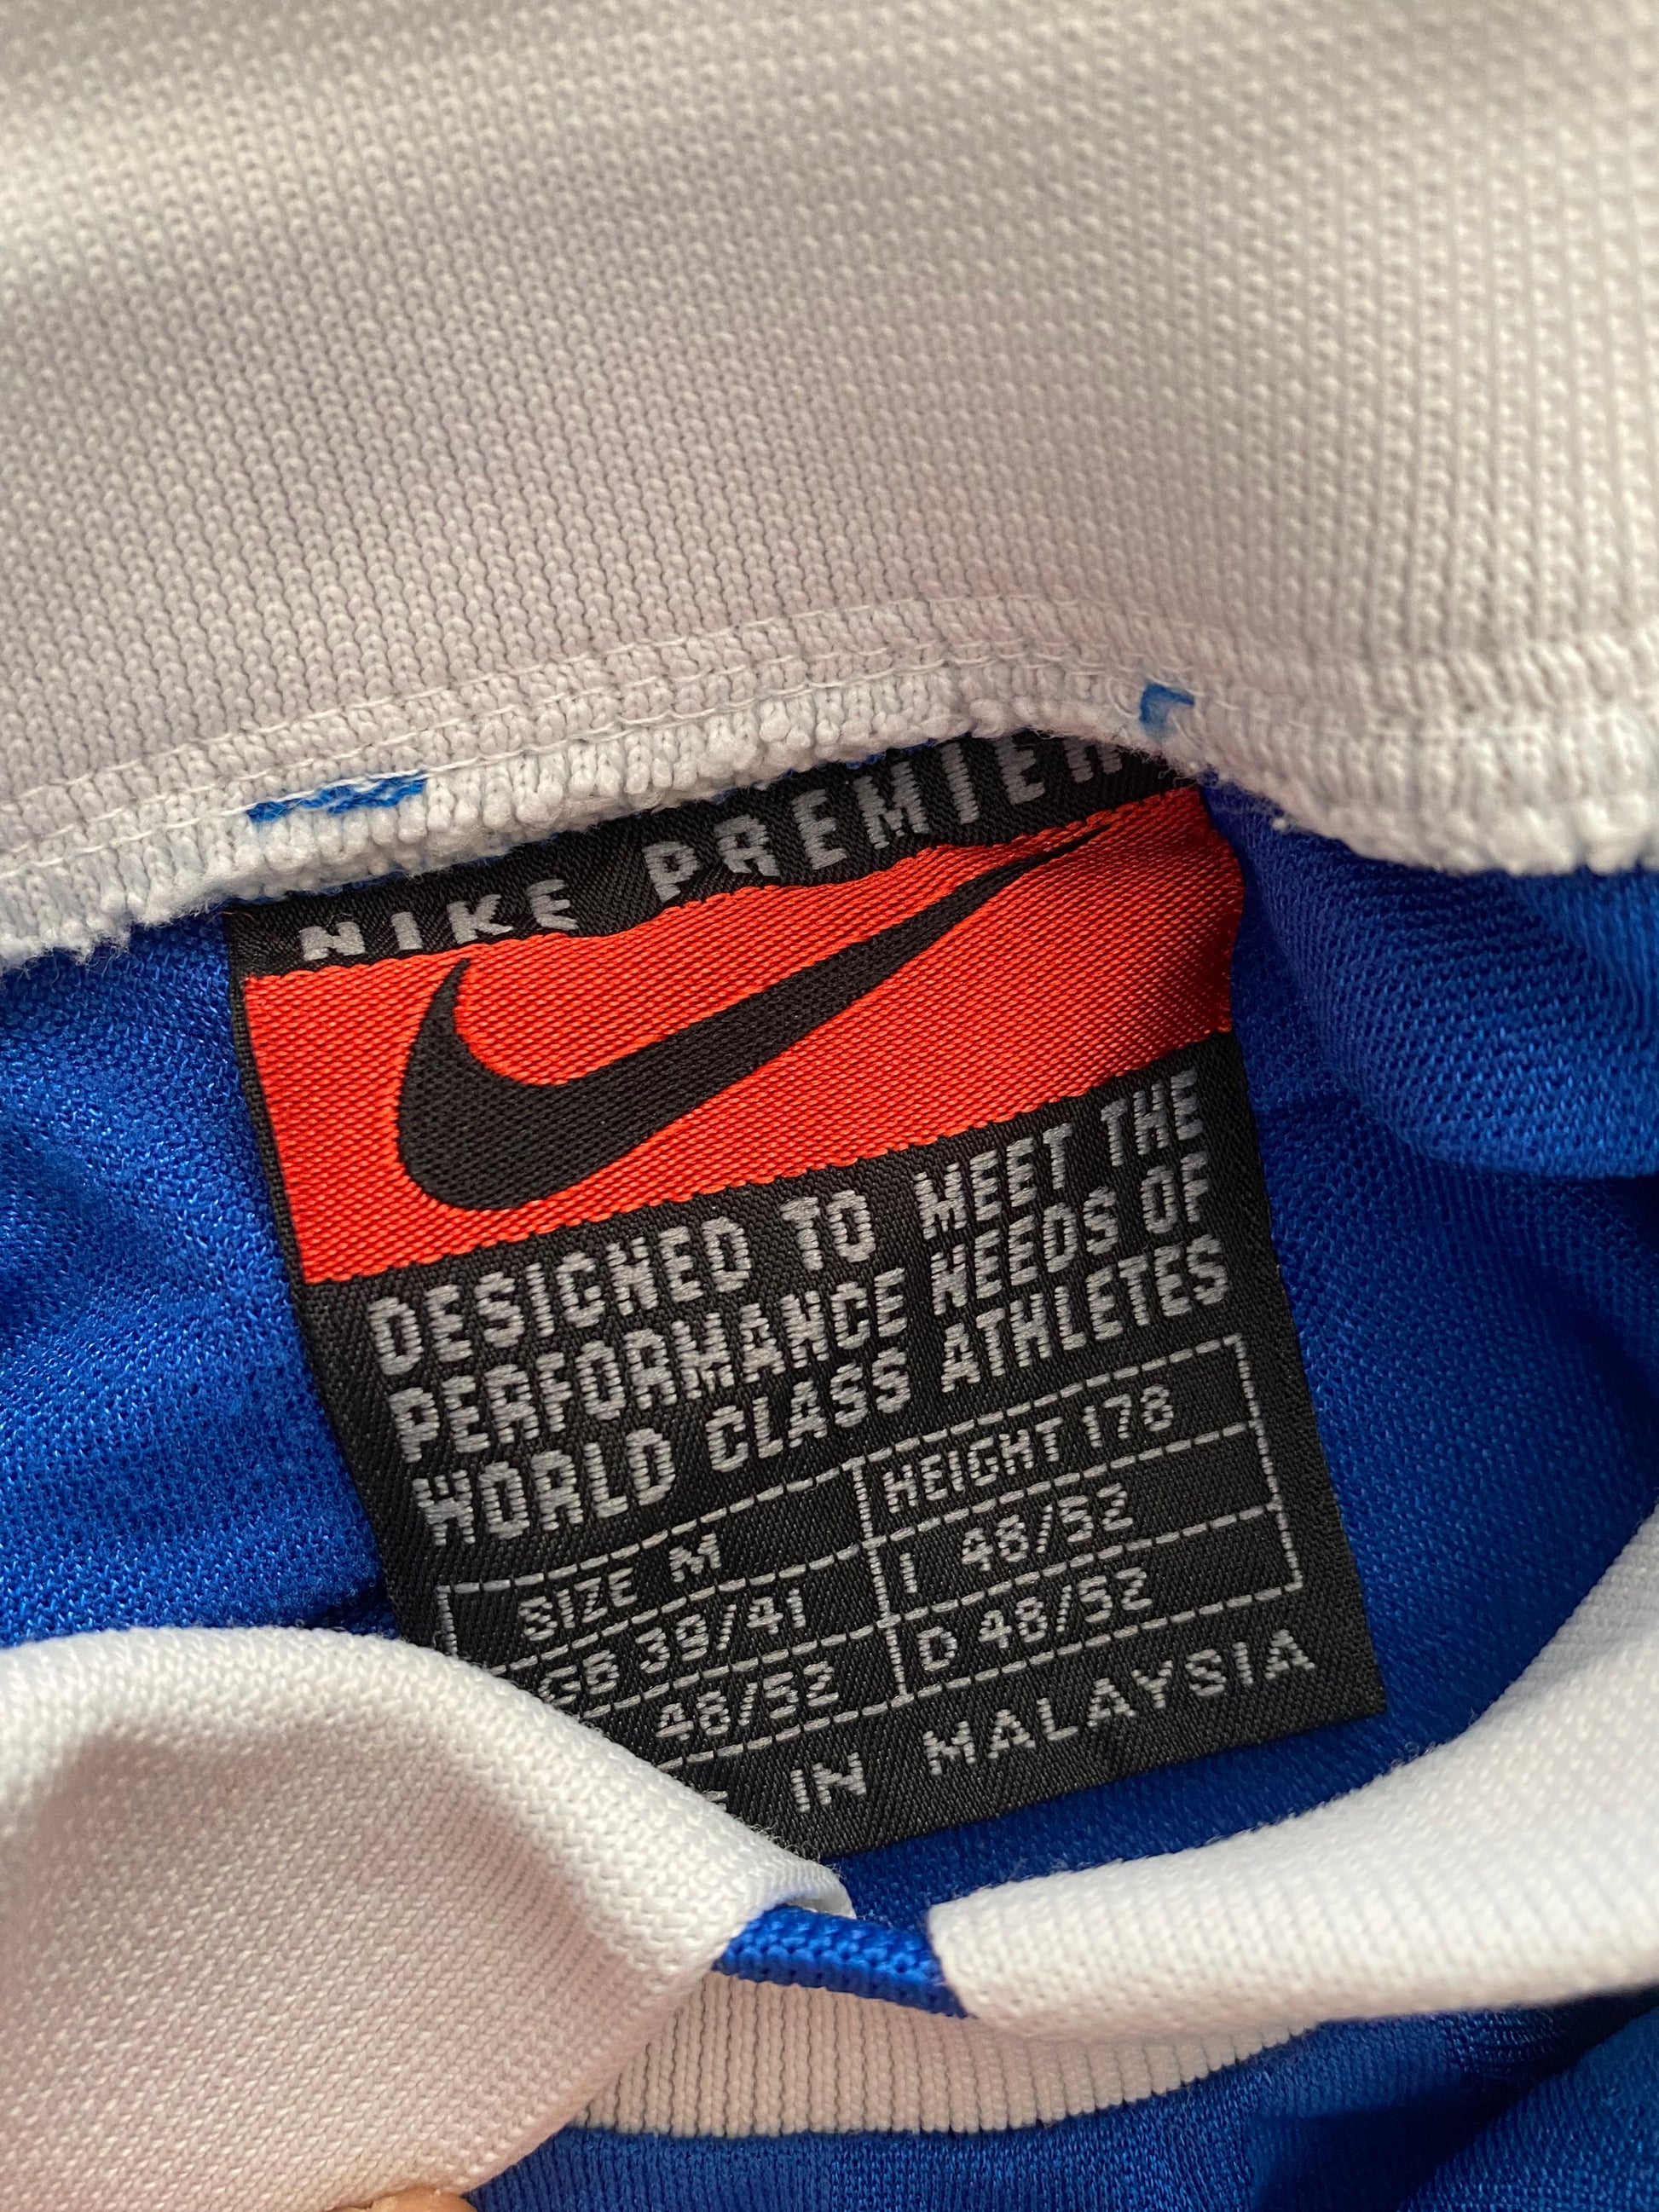 NIKE PREMIER
DESIGNED TO MEET THE
PERFORMANCE NEEDS OF
WORLD CLASS ATHLETES
SIZE M HEIGHT 178
39/41 I 48/52
48/52 D 48/52
IN MALAYSIA